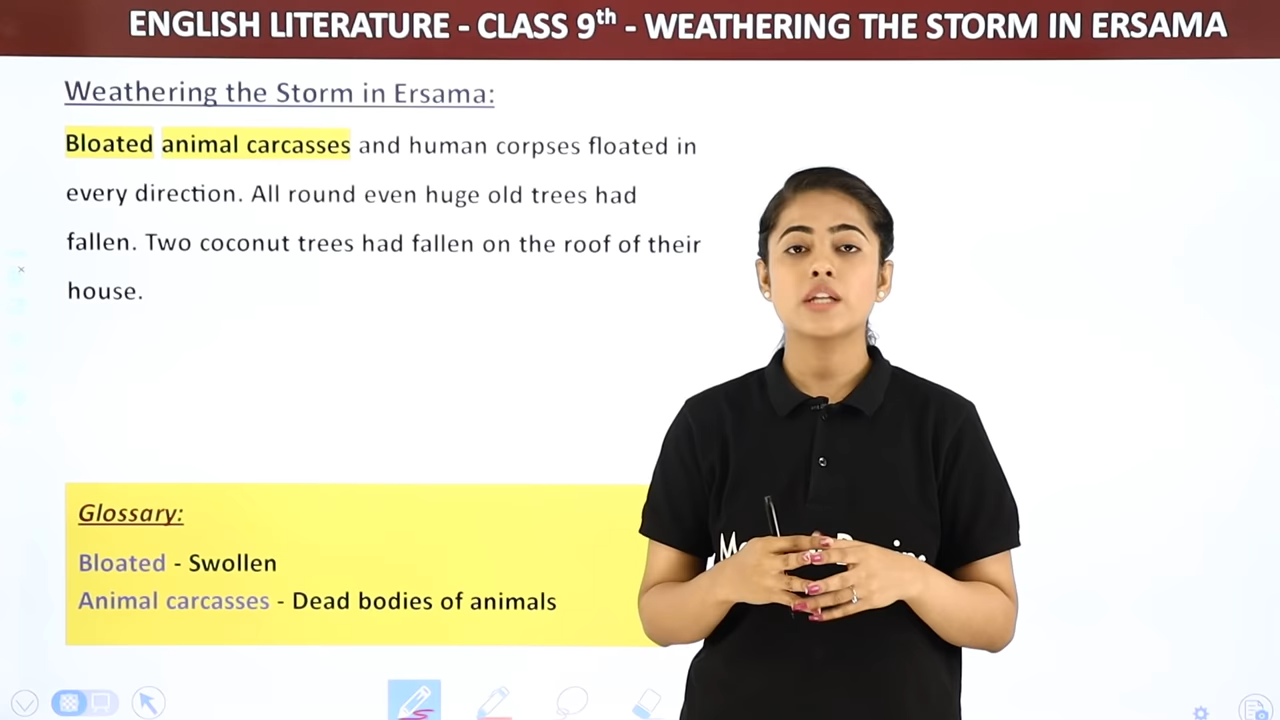 ENGLISH LITERATURE - CLASS 9th - WEATHERING THE STORM IN ERSAMA
Weathering the Storm in Ersama:
Bloated animal carcasses and human corpses floated in
every direction. All round even huge old trees had
fallen. Two coconut trees had fallen on the roof of their
house.
Glossary:
Bloated - Swollen
Animal carcasses - Dead bodies of animals